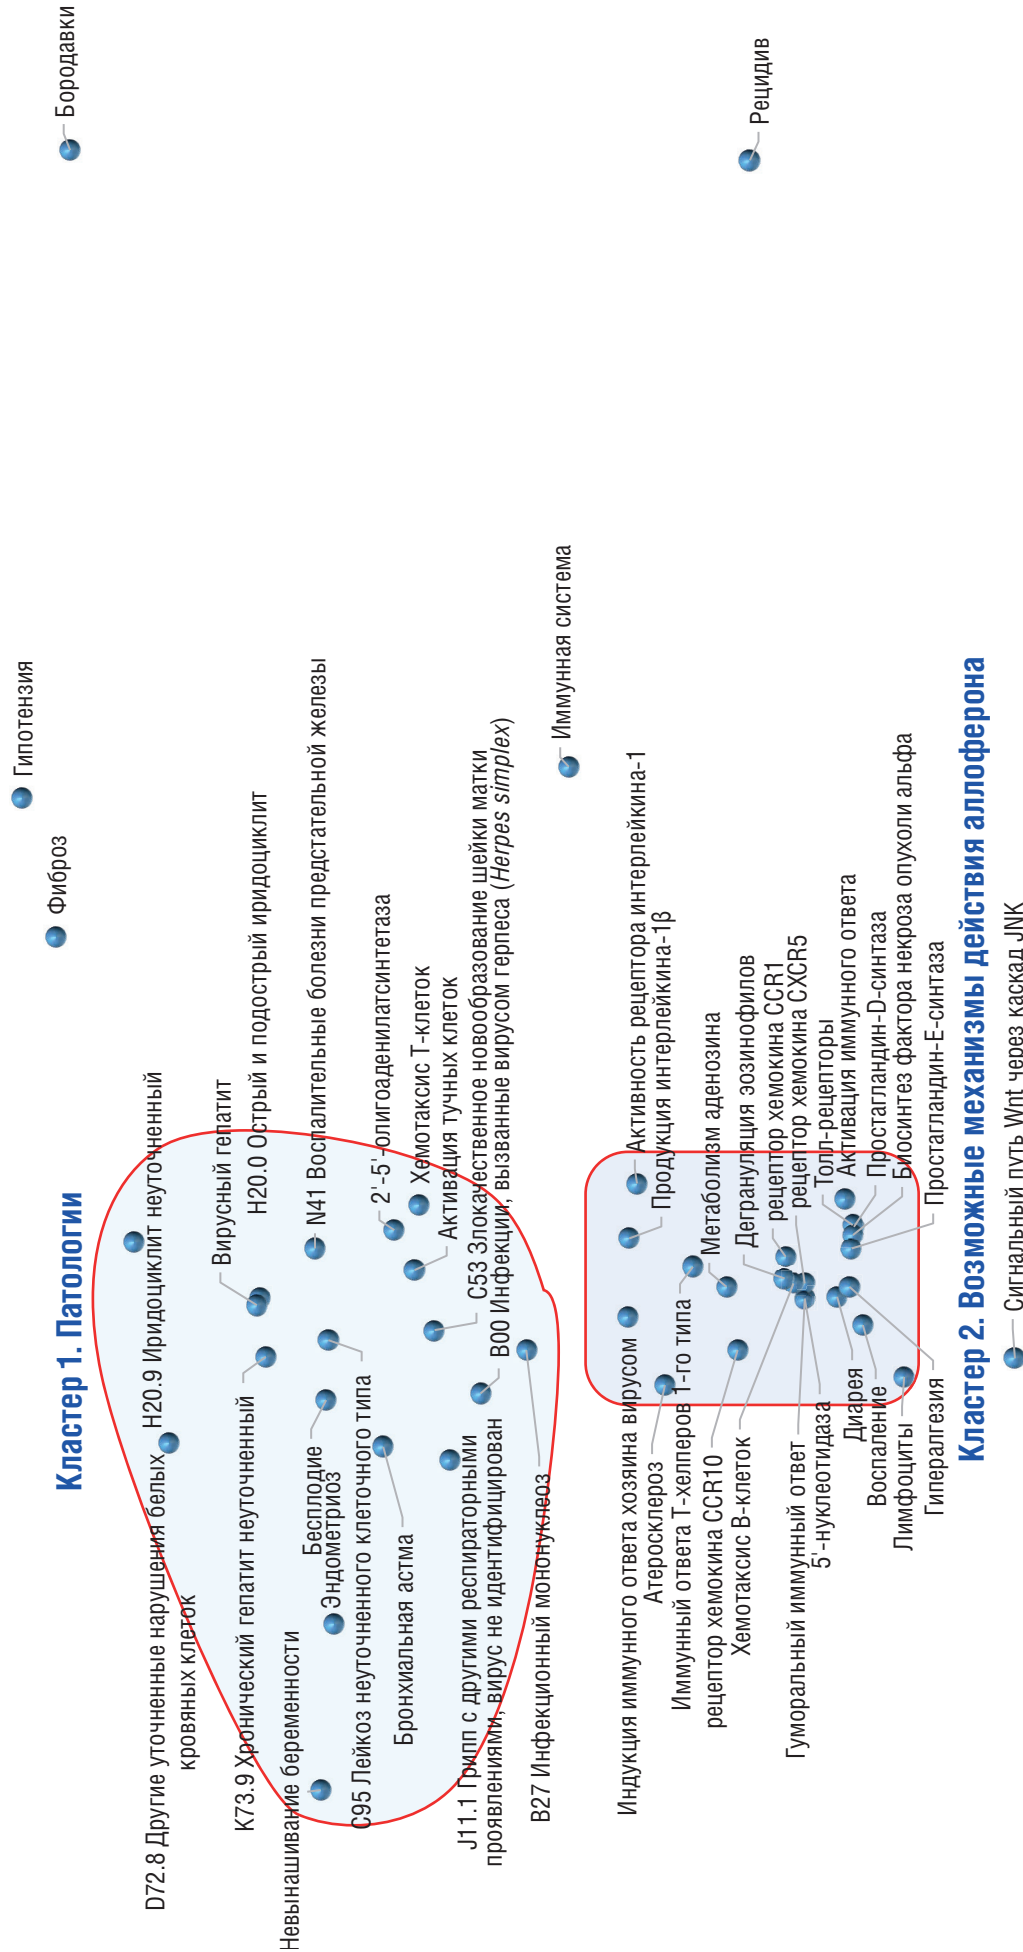 Бородавки
Гипотензия
Фиброз
Кластер 1. Патологии
H20.9 Иридоциклит неуточненный
D72.8 Другие уточненные нарушения белых
кровяных клеток
Вирусный гепатит
H20.0 Острый и подострый иридоциклит
K73.9 Хронический гепатит неуточненный
N41 Воспалительные болезни предстательной железы
Бесплодие
Эндометриоз
Невынашивание беременности
C95 Лейкоз неуточненного клеточного типа
2'-5'-олигоаденилатсинтетаза
Бронхиальная астма
Хемотаксис Т-клеток
Активация тучных клеток
C53 Злокачественное новообразование шейки матки
B00 Инфекции, вызванные вирусом герпеса (Herpes simplex)
J11.1 Грипп с другими респираторными
проявлениями, вирус не идентифицирован
B27 Инфекционный мононуклеоз
Иммунная система
Рецидив
Активность рецептора интерлейкина-1
Продукция интерлейкина-1β
Индукция иммунного ответа хозяина вирусом
Атеросклероз
Иммунный ответа Т-хелперов 1-го типа
Метаболизм аденозина
рецептор хемокина CCR10
Хемотаксис В-клеток
Дегрануляция эозинофилов
рецептор хемокина CCR1
рецептор хемокина CXCR5
Гуморальный иммунный ответ
5'-нуклеотидаза
Толл-рецепторы
Активация иммунного ответа
Простагландин-D-синтаза
Биосинтез фактора некроза опухоли альфа
Простагландин-Е-синтаза
Диарея
Воспаление
Лимфоциты
Гипералгезия
Кластер 2. Возможные механизмы действия аллоферона
Сигнальный путь Wnt через каскад JNK